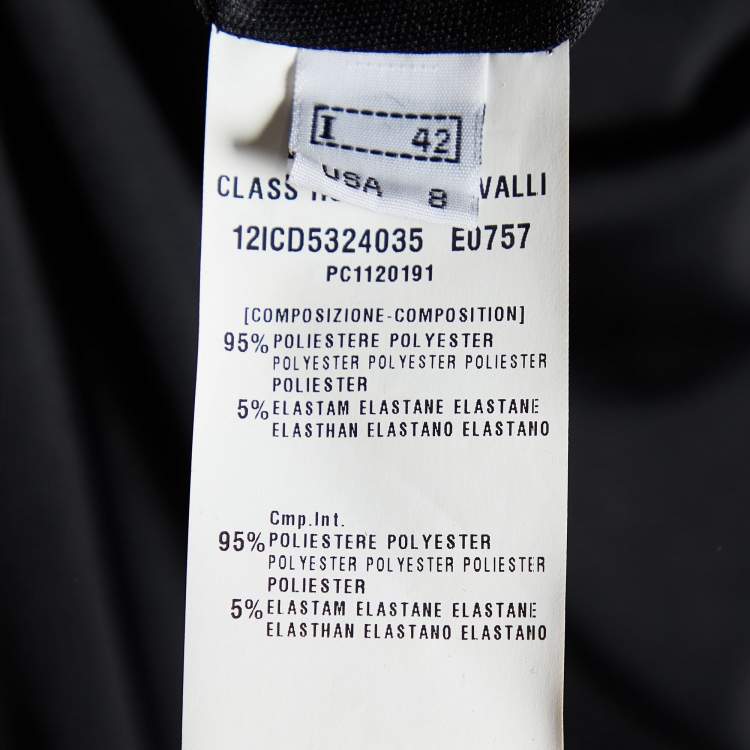 I 42
USA 8
CLASS VALLI
12ICD5324035 E0757
PC1120191
[COMPOSIZIONE-COMPOSITION]
95% POLIESTERE POLYESTER
POLYESTER POLYESTER POLIESTER
POLIESTER
5% ELASTAM ELASTANE ELASTANE
ELASTHAN ELASTANO ELASTANO
Cmp.Int.
95% POLIESTERE POLYESTER
POLYESTER POLYESTER POLIESTER
POLIESTER
5% ELASTAM ELASTANE ELASTANE
ELASTHAN ELASTANO ELASTANO